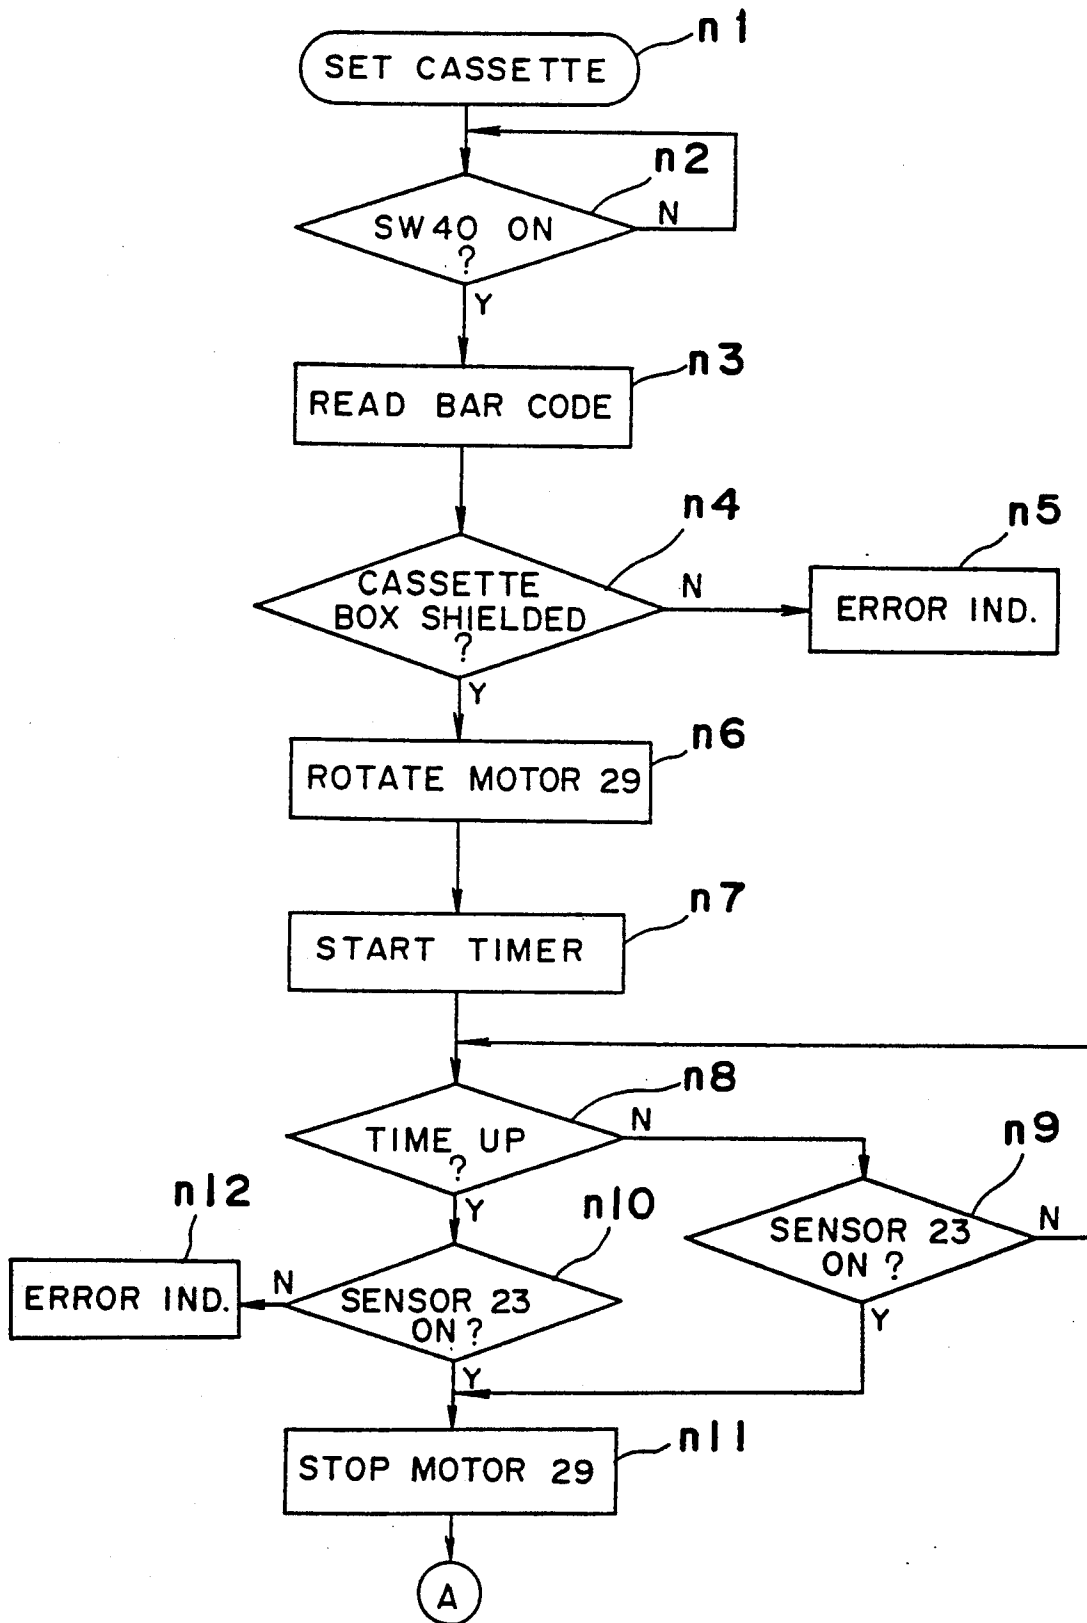 n1
SET CASSETTE
n2
SW40 ON
?
N
Y
n3
READ BAR CODE
n4
CASSETTE
BOX SHIELDED
?
N
Y
n5
ERROR IND.
n6
ROTATE MOTOR 29
n7
START TIMER
n8
TIME UP
?
N
Y
n9
SENSOR 23
ON ?
N
Y
n10
SENSOR 23
ON ?
N
Y
n12
ERROR IND.
n11
STOP MOTOR 29
A